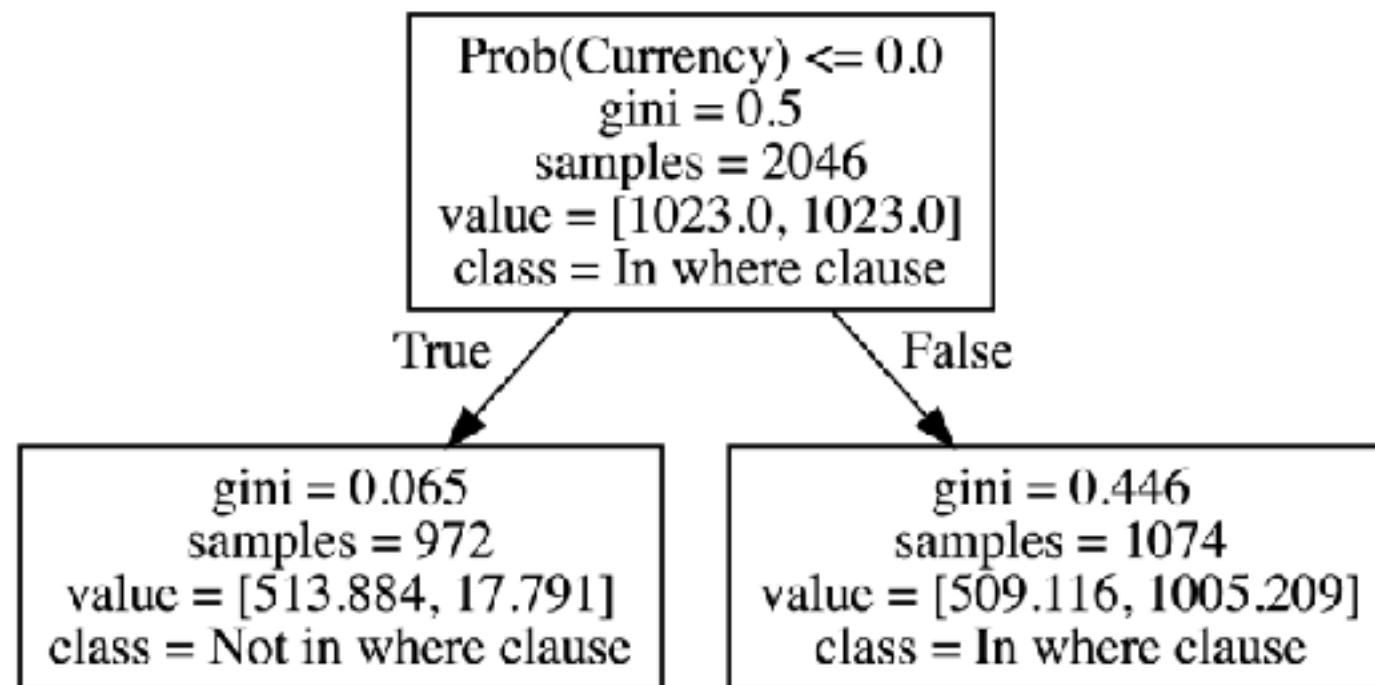 Prob(Currency) <= 0.0
gini = 0.5
samples = 2046
value = [1023.0, 1023.0]
class = In where clause
True
False
gini = 0.065
samples = 972
value = [513.884, 17.791]
class = Not in where clause
gini = 0.446
samples = 1074
value = [509.116, 1005.209]
class = In where clause